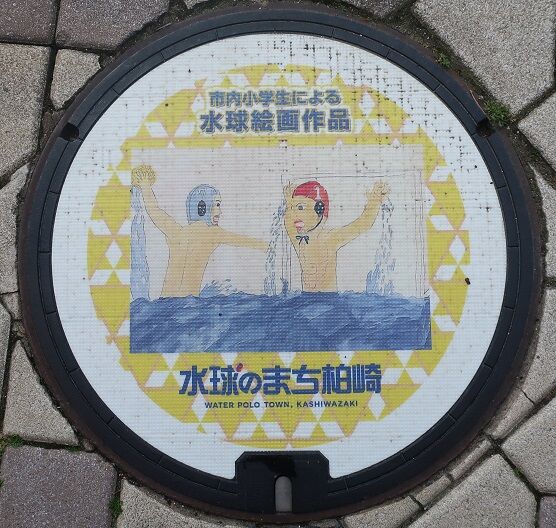 市内小学生による
水球絵画作品
1
水球のまち柏崎
WATER POLO TOWN, KASHIWAZAKI